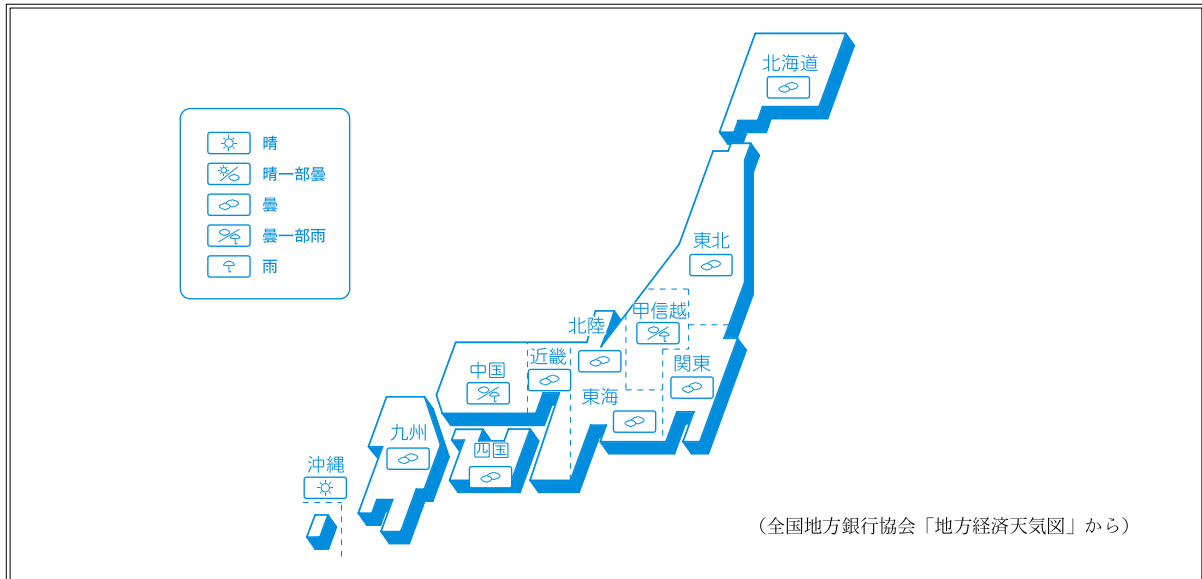 北海道
晴
晴一部曇
曇
曇一部雨
雨
東北
甲信越
北陸
近畿
関東
中国
東海
九州
四国
沖縄
（全国地方銀行協会「地方経済天気図」から）